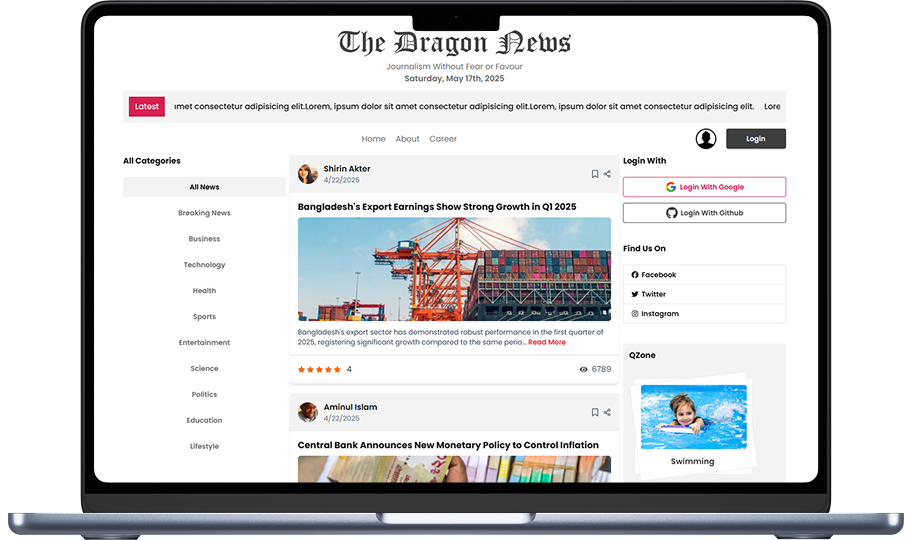 The Dragon News
Journalism Without Fear or Favour
Saturday, May 17th, 2025
Latest
amet consectetur adipisicing elit.Lorem, ipsum dolor sit amet consectetur adipisicing elit.Lorem, ipsum dolor sit amet consectetur adipisicing elit. Lore
Home About Career
Login
All Categories
All News
Breaking News
Business
Technology
Health
Sports
Entertainment
Science
Politics
Education
Lifestyle
Shirin Akter
4/22/2025
Bangladesh's Export Earnings Show Strong Growth in Q1 2025
Bangladesh's export sector has demonstrated robust performance in the first quarter of
2025, registering significant growth compared to the same perio... Read More
4
6789
Aminul Islam
4/22/2025
Central Bank Announces New Monetary Policy to Control Inflation
Login With
Login With Google
Login With Github
Find Us On
Facebook
Twitter
Instagram
QZone
Swimming